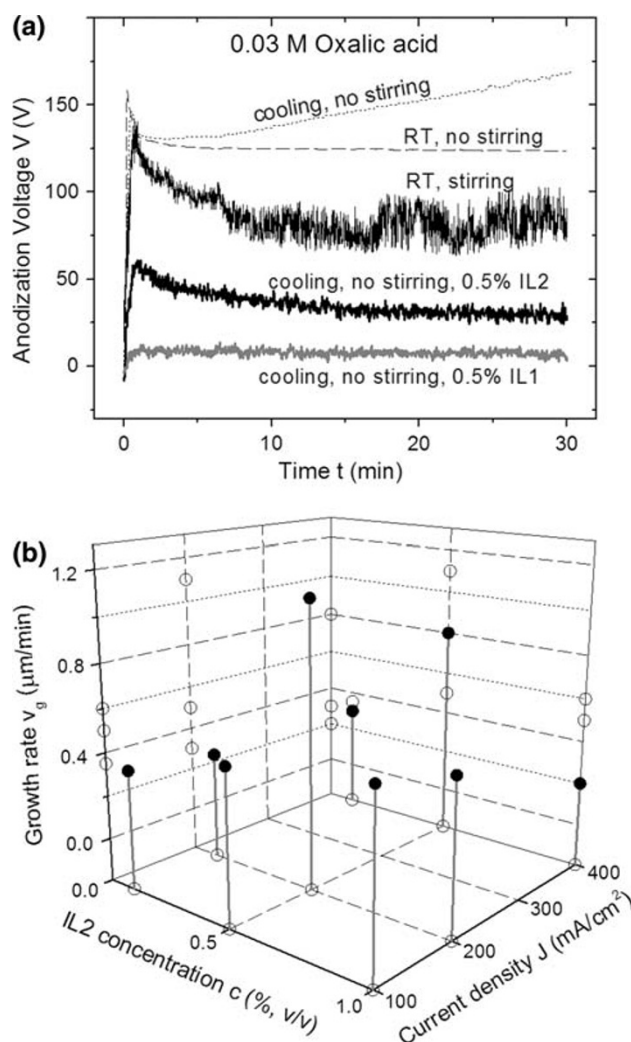 (a)
0.03 M Oxalic acid
150
100
50
0
Anodization Voltage V (V)
cooling, no stirring
RT, no stirring
RT, stirring
cooling, no stirring, 0.5% IL2
cooling, no stirring, 0.5% IL1
0 10 20 30
Time t (min)
(b)
1.2
0.8
0.4
0.0
Growth rate vg (μm/min)
0.0
0.5
1.0
IL2 concentration c (%, v/v)
100
200
300
400
Current density J (mA/cm²)